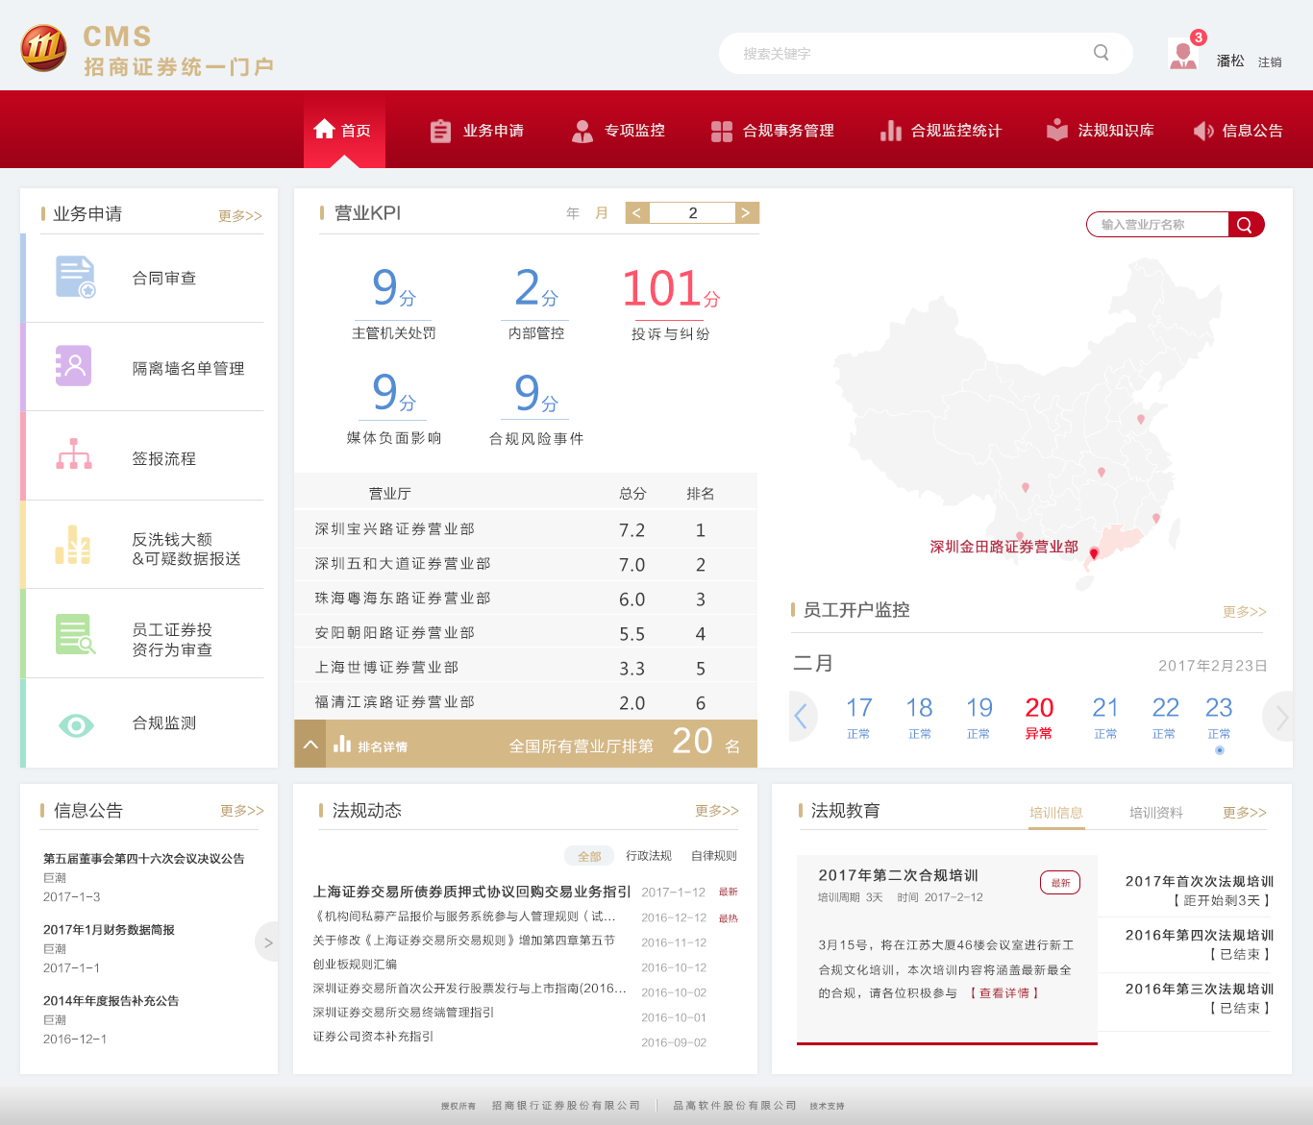 CMS
招商证券统一门户
搜索关键字
3
潘松
注销
首页
业务申请
专项监控
合规事务管理
合规监控统计
法规知识库
信息公告
业务申请
更多>>
合同审查
隔离墙名单管理
签报流程
反洗钱大额
&可疑数据报送
员工证券投
资行为审查
合规监测
营业KPI
年
月
<
2
>
9分
主管机关处罚
2分
内部管控
101分
投诉与纠纷
9分
媒体负面影响
9分
合规风险事件
营业厅 总分 排名
深圳宝兴路证券营业部 7.2 1
深圳五和大道证券营业部 7.0 2
珠海粤海东路证券营业部 6.0 3
安阳朝阳路证券营业部 5.5 4
上海世博证券营业部 3.3 5
福清江滨路证券营业部 2.0 6
排名详情
全国所有营业厅排第 20 名
输入营业厅名称
深圳金田路证券营业部
员工开户监控
更多>>
二月
2017年2月23日
17 18 19 20 21 22 23
正常 正常 正常 异常 正常 正常 正常
信息公告
更多>>
第五届董事会第四十六次会议决议公告
巨潮
2017-1-3
2017年1月财务数据简报
巨潮
2017-1-1
2014年年度报告补充公告
巨潮
2016-12-1
>
法规动态
更多>>
全部
行政法规
自律规则
上海证券交易所债券质押式协议回购交易业务指引 2017-1-12 最新
《机构间私募产品报价与服务系统参与人管理规则（试... 2016-12-12 最热
关于修改《上海证券交易所交易规则》增加第四章第五节 2016-11-12
创业板规则汇编 2016-10-12
深圳证券交易所首次公开发行股票发行与上市指南(2016... 2016-10-02
深圳证券交易所交易终端管理指引 2016-10-01
证券公司资本补充指引 2016-09-02
法规教育
培训信息
培训资料
更多>>
2017年第二次合规培训
最新
培训周期 3天 时间 2017-2-12
3月15号，将在江苏大厦46楼会议室进行新工
合规文化培训，本次培训内容将涵盖最新最全
的合规，请各位积极参与 【查看详情】
2017年首次次法规培训
【 距开始剩3天 】
2016年第四次法规培训
【 已结束 】
2016年第三次法规培训
【 已结束 】
授权所有 招商银行证券股份有限公司 品高软件股份有限公司 技术支持